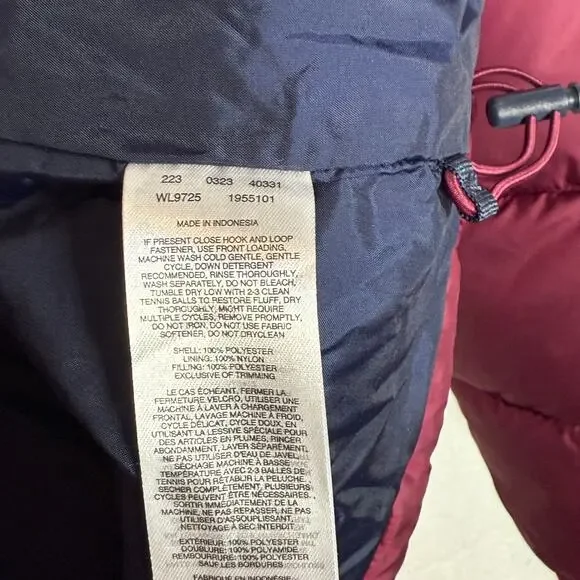 223 0323 40331
WL9725 1955101
MADE IN INDONESIA
IF PRESENT CLOSE HOOK AND LOOP
FASTENER, USE FRONT LOADING,
MACHINE WASH COLD GENTLE, GENTLE
CYCLE, DOWN DETERGENT
RECOMMENDED, RINSE THOROUGHLY,
WASH SEPARATELY, DO NOT BLEACH,
TUMBLE DRY LOW WITH 2-3 CLEAN
TENNIS BALLS TO RESTORE FLUFF, DRY
THOROUGHLY, MIGHT REQUIRE
MULTIPLE CYCLES, REMOVE PROMPTLY,
DO NOT IRON, DO NOT USE FABRIC
SOFTENER, DO NOT DRYCLEAN
SHELL: 100% POLYESTER
LINING: 100% NYLON
FILLING: 100% POLYESTER
EXCLUSIVE OF TRIMMING
LE CAS ÉCHÉANT, FERMER LA
FERMETURE VELCRO, UTILISER UNE
MACHINE À LAVER À CHARGEMENT
FRONTAL, LAVAGE MACHINE À FROID,
CYCLE DÉLICAT, CYCLE DOUX, EN
UTILISANT LA LESSIVE SPÉCIALE POUR
DES ARTICLES EN PLUMES, RINCER
ABONDAMMENT, LAVER SÉPARÉMENT,
NE PAS UTILISER D'EAU DE JAVEL,
SÉCHAGE MACHINE À BASSE
TEMPÉRATURE AVEC 2-3 BALLES DE
TENNIS POUR RÉTABLIR LA PELUCHE,
SÉCHER COMPLÈTEMENT, PLUSIEURS
CYCLES PEUVENT ÊTRE NÉCESSAIRES,
SORTIR IMMÉDIATEMENT DE LA
MACHINE, NE PAS REPASSER, NE PAS
UTILISER D'ASSOUPLISSANT,
NETTOYAGE À SEC INTERDIT
EXTÉRIEUR: 100% POLYESTER
DOUBLURE: 100% POLYAMIDE
REMBOURRURE: 100% POLYESTER
SAUF LES BORDURES
FABRIQUÉ EN INDONÉSIE